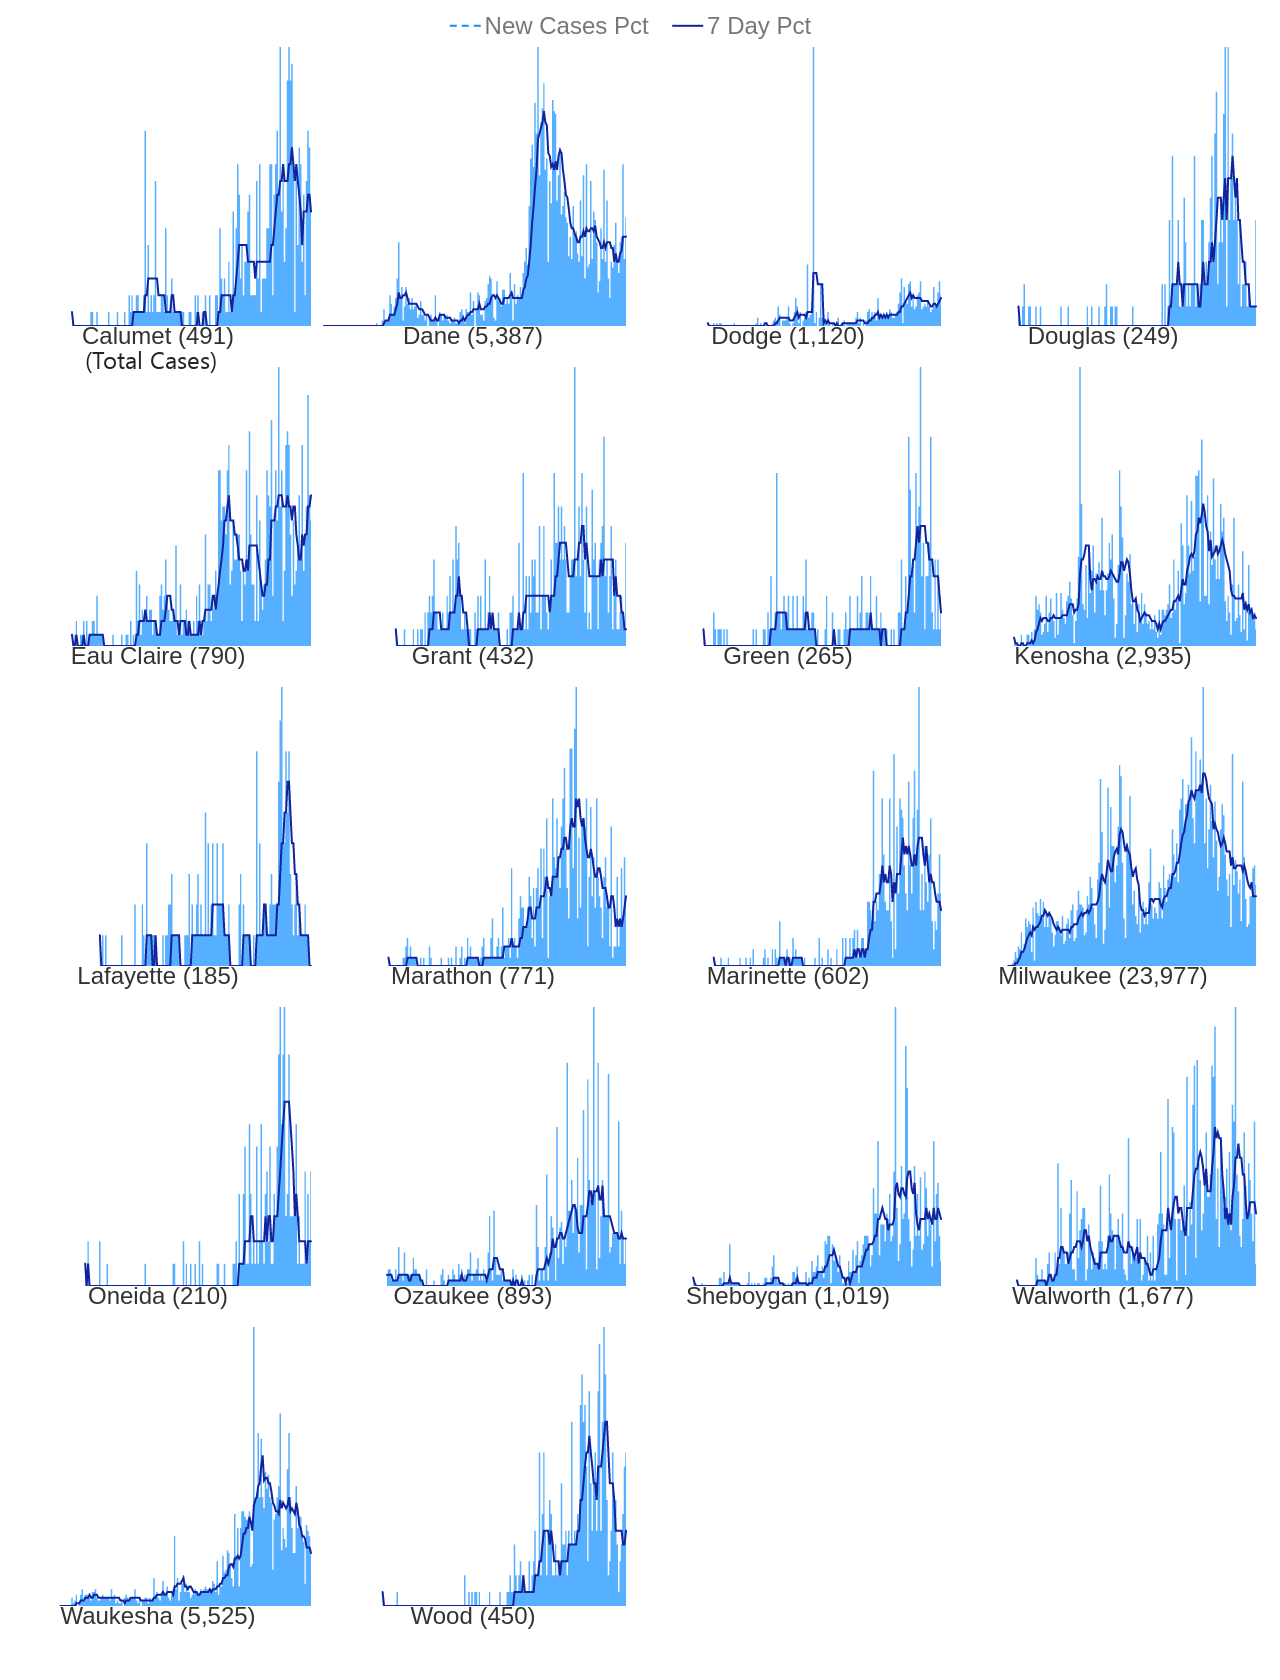 New Cases Pct 7 Day Pct
Calumet (491) Dane (5,387) Dodge (1,120) Douglas (249)
(Total Cases)
Eau Claire (790) Grant (432) Green (265) Kenosha (2,935)
Lafayette (185) Marathon (771) Marinette (602) Milwaukee (23,977)
Oneida (210) Ozaukee (893) Sheboygan (1,019) Walworth (1,677)
Waukesha (5,525) Wood (450)